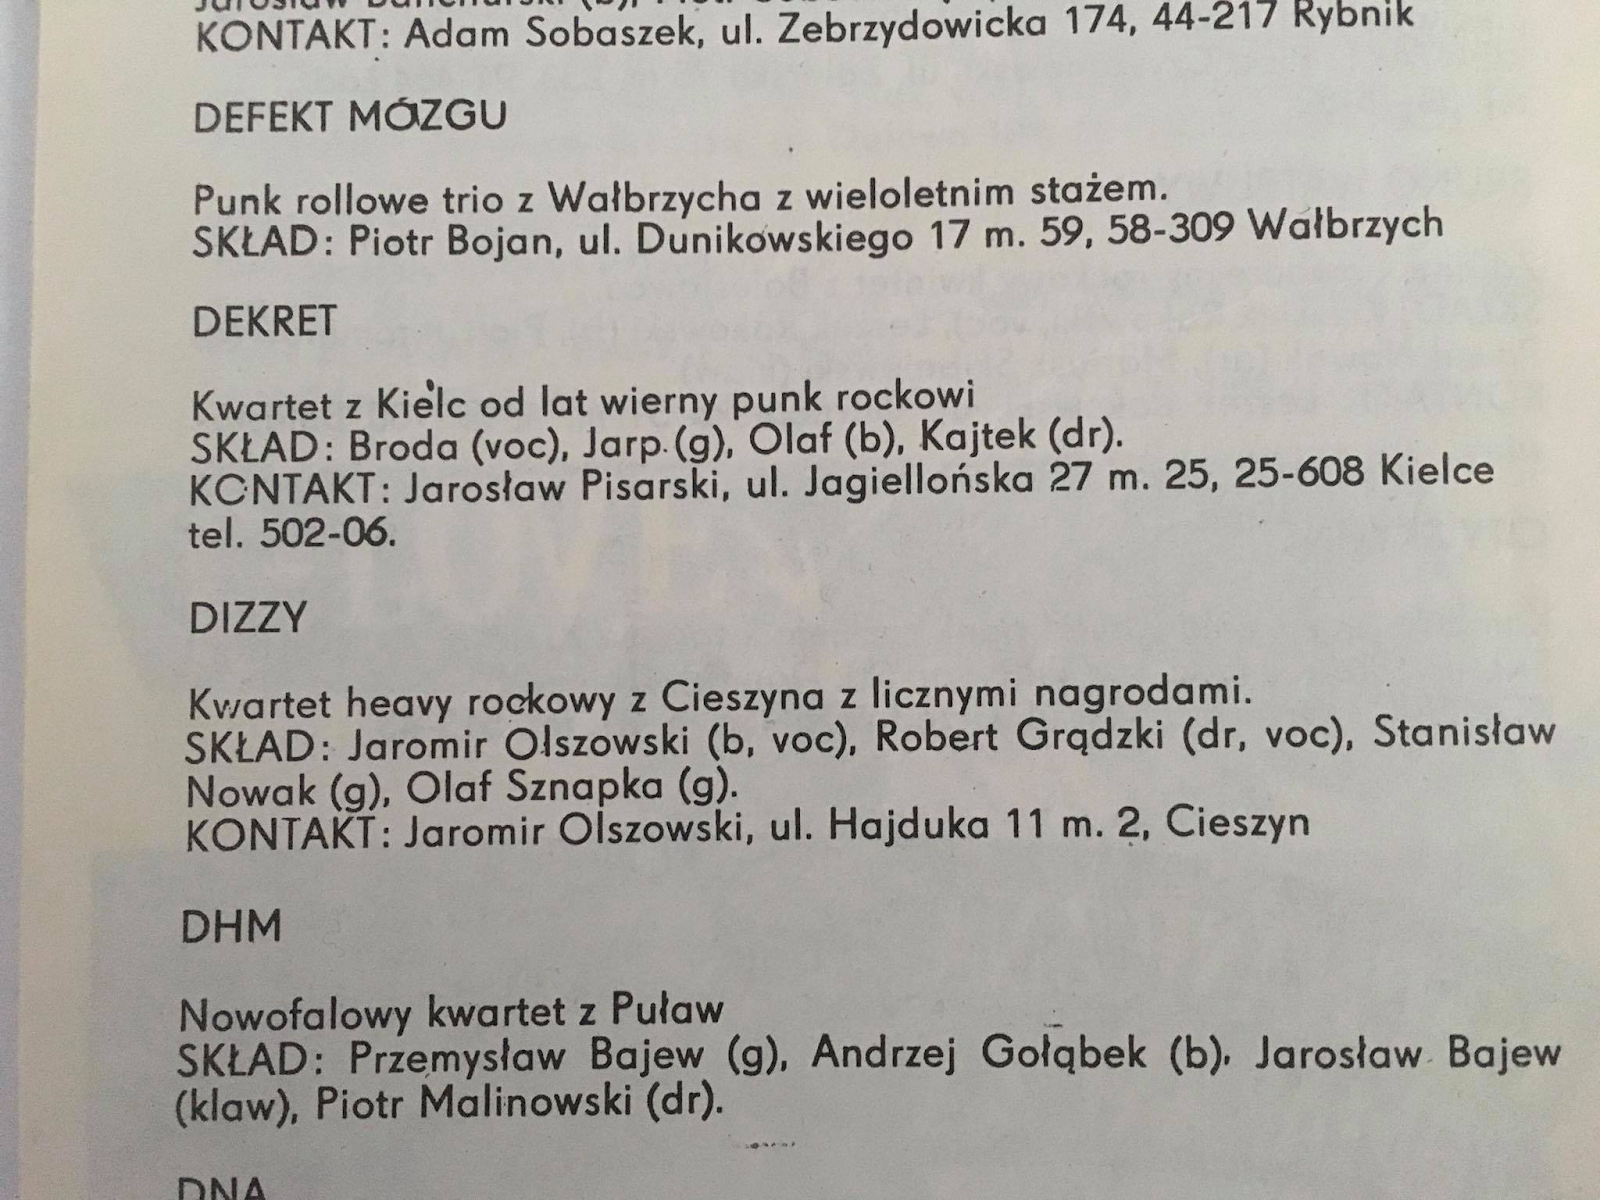 KONTAKT: Adam Sobaszek, ul. Zebrzydowicka 174, 44-217 Rybnik
DEFEKT MÓZGU
Punk rollowe trio z Wałbrzycha z wieloletnim stażem.
SKŁAD: Piotr Bojan, ul. Dunikowskiego 17 m. 59, 58-309 Wałbrzych
DEKRET
Kwartet z Kielc od lat wierny punk rockowi
SKŁAD: Broda (voc), Jarp. (g), Olaf (b), Kajtek (dr).
KONTAKT: Jarosław Pisarski, ul. Jagiellońska 27 m. 25, 25-608 Kielce
tel. 502-06.
DIZZY
Kwartet heavy rockowy z Cieszyna z licznymi nagrodami.
SKŁAD: Jaromir Olszowski (b, voc), Robert Grądzki (dr, voc), Stanisław
Nowak (g), Olaf Sznapka (g).
KONTAKT: Jaromir Olszowski, ul. Hajduka 11 m. 2, Cieszyn
DHM
Nowofalowy kwartet z Puław
SKŁAD: Przemysław Bajew (g), Andrzej Gołąbek (b). Jarosław Bajew
(klaw), Piotr Malinowski (dr).
DNA